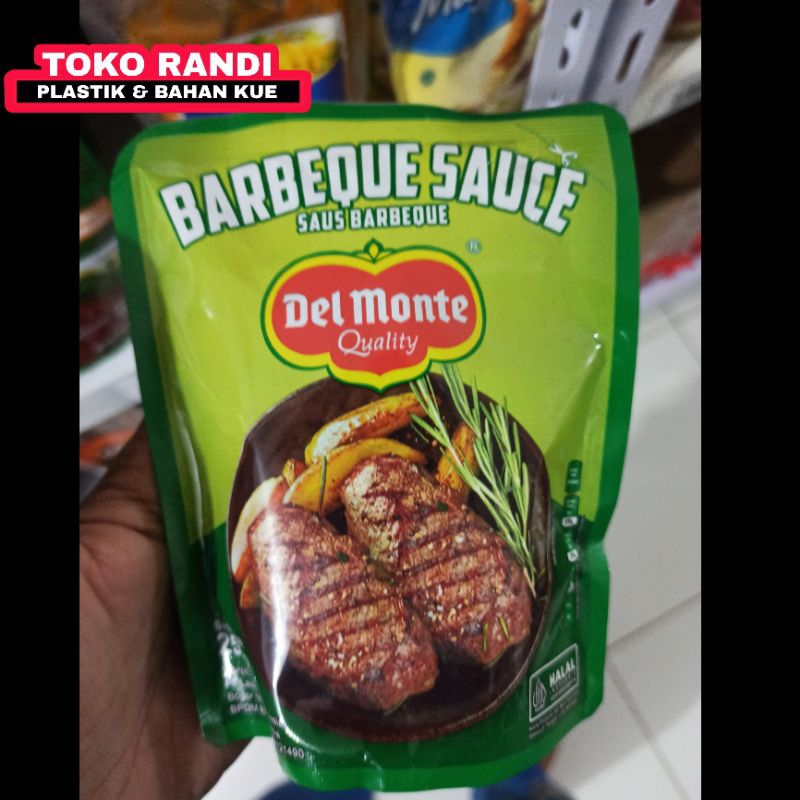 TOKO RANDI
PLASTIK & BAHAN KUE
BARBEQUE SAUCE
SAUS BARBEQUE
®
Del Monte
Quality
HALAL